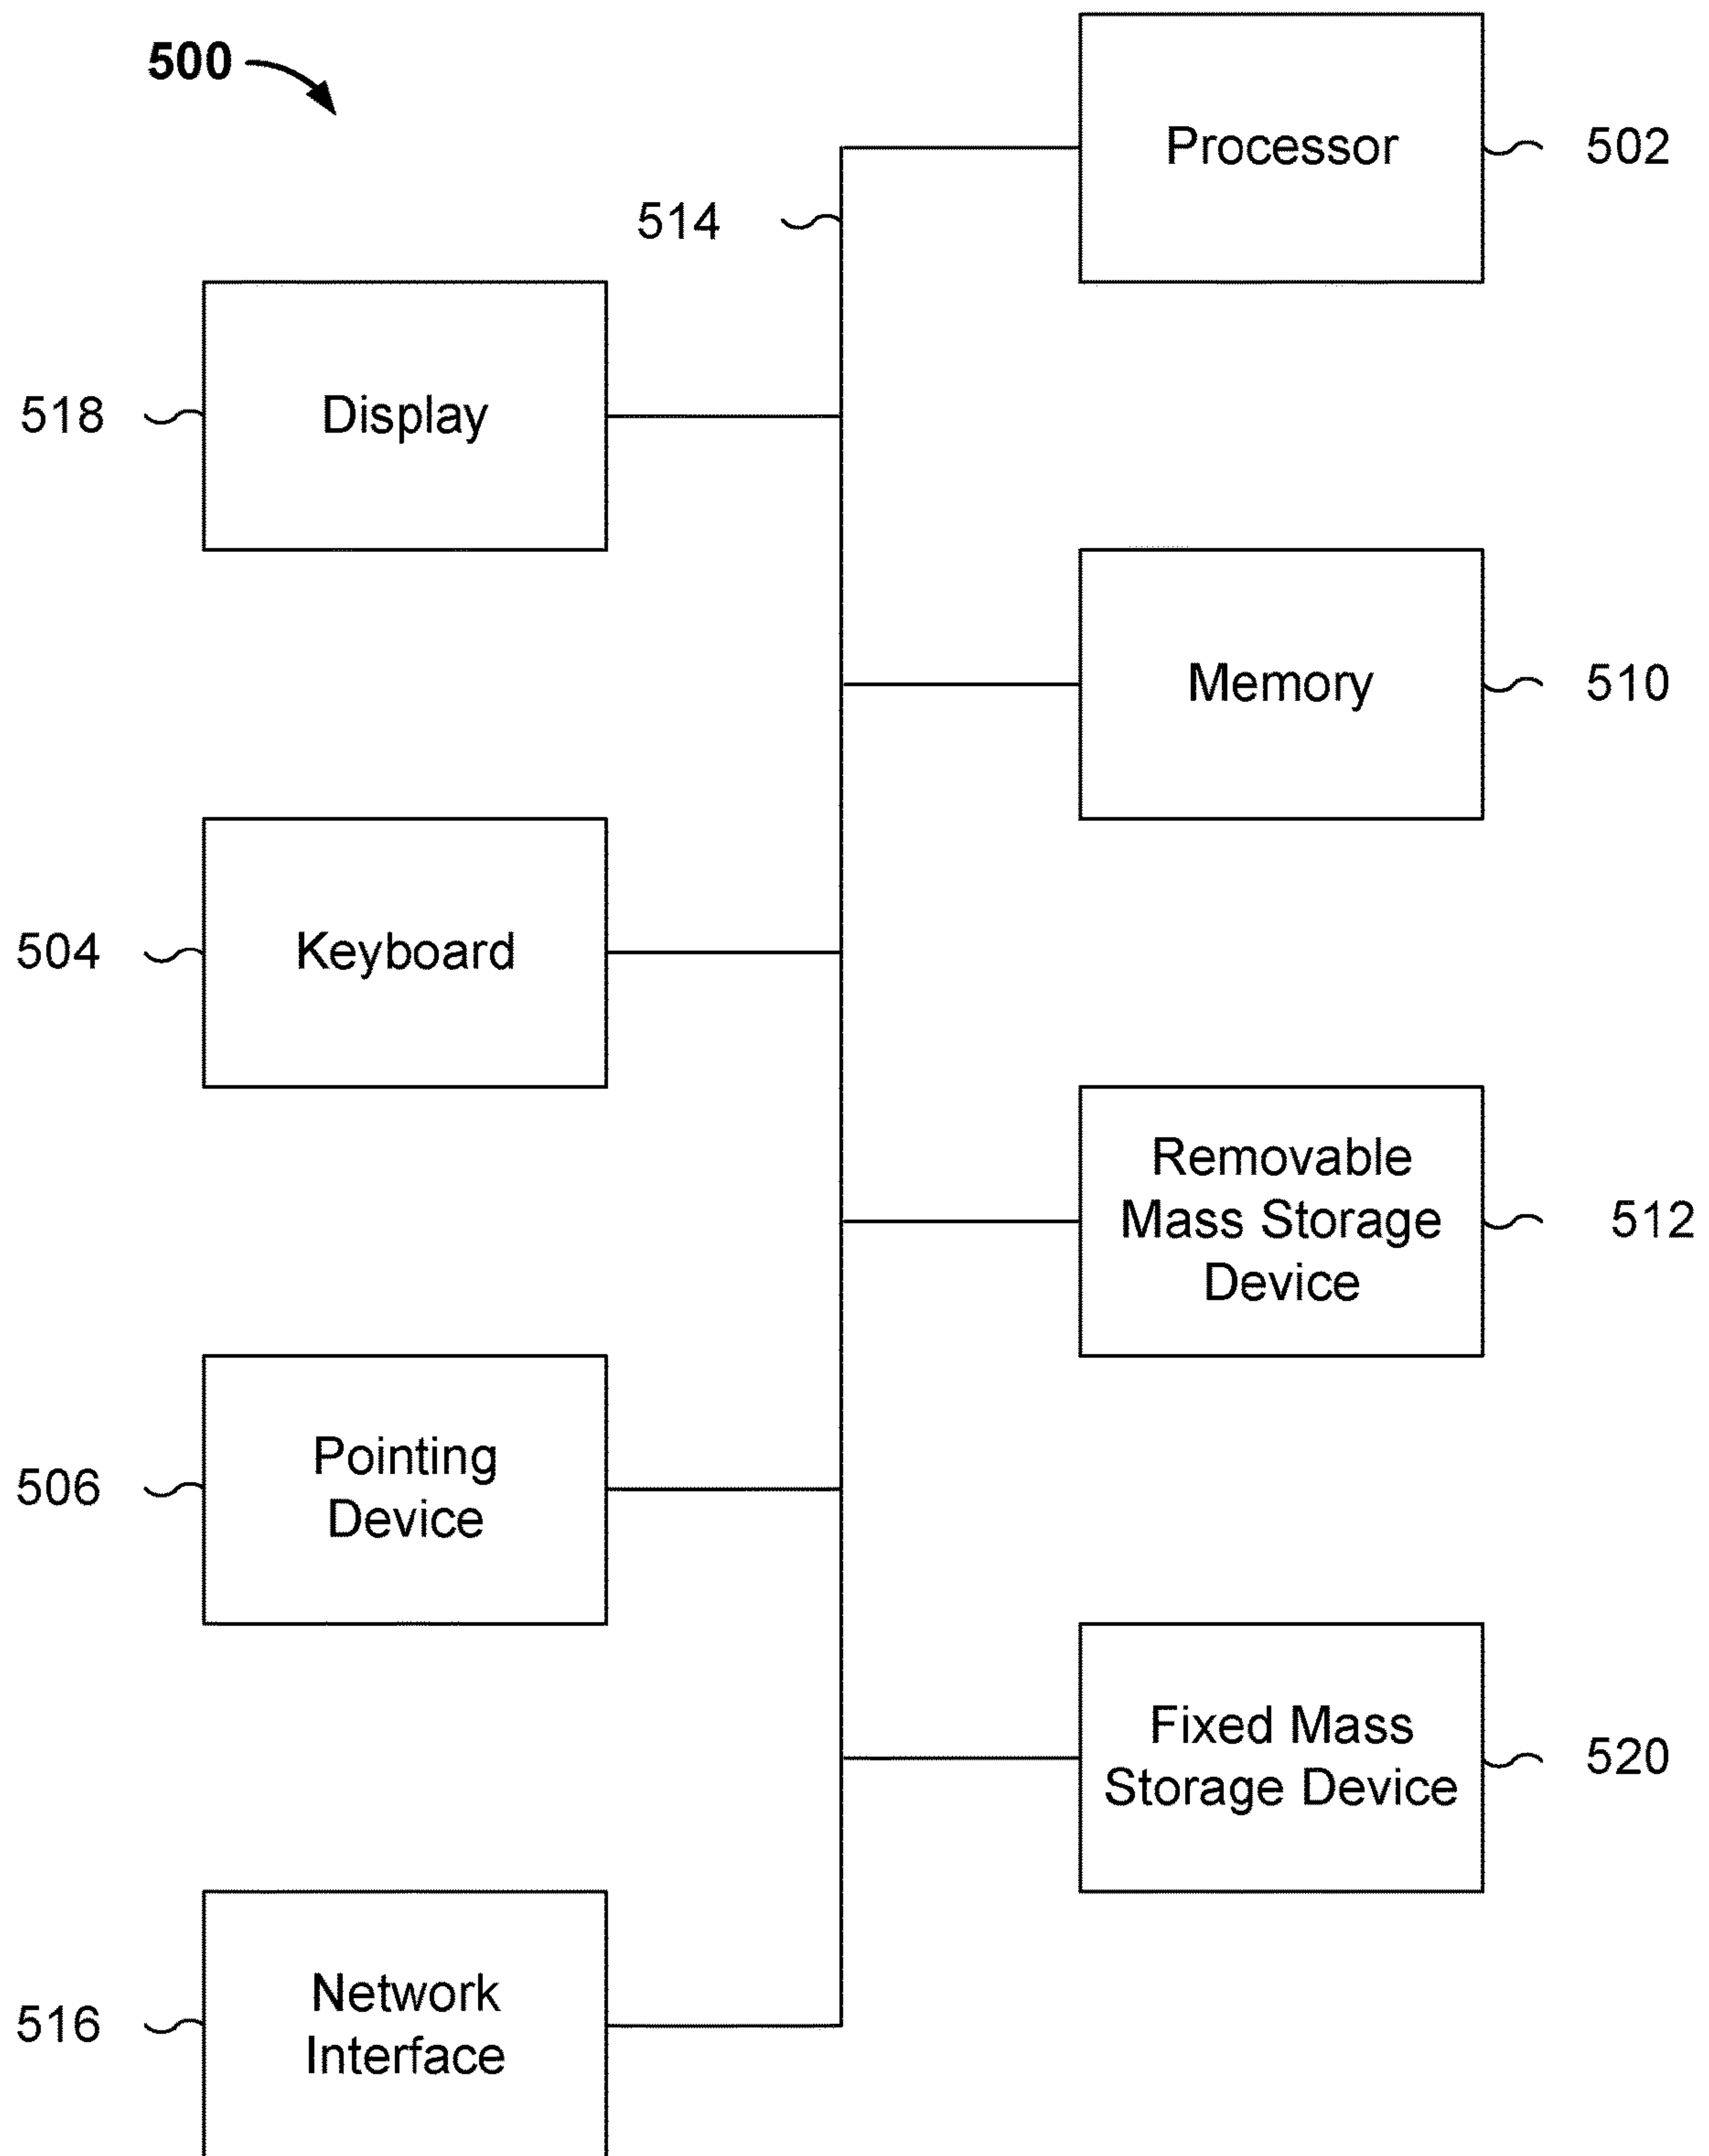 500
Processor
502
514
518
Display
Memory
510
504
Keyboard
Removable
Mass Storage
Device
512
506
Pointing
Device
Fixed Mass
Storage Device
520
516
Network
Interface